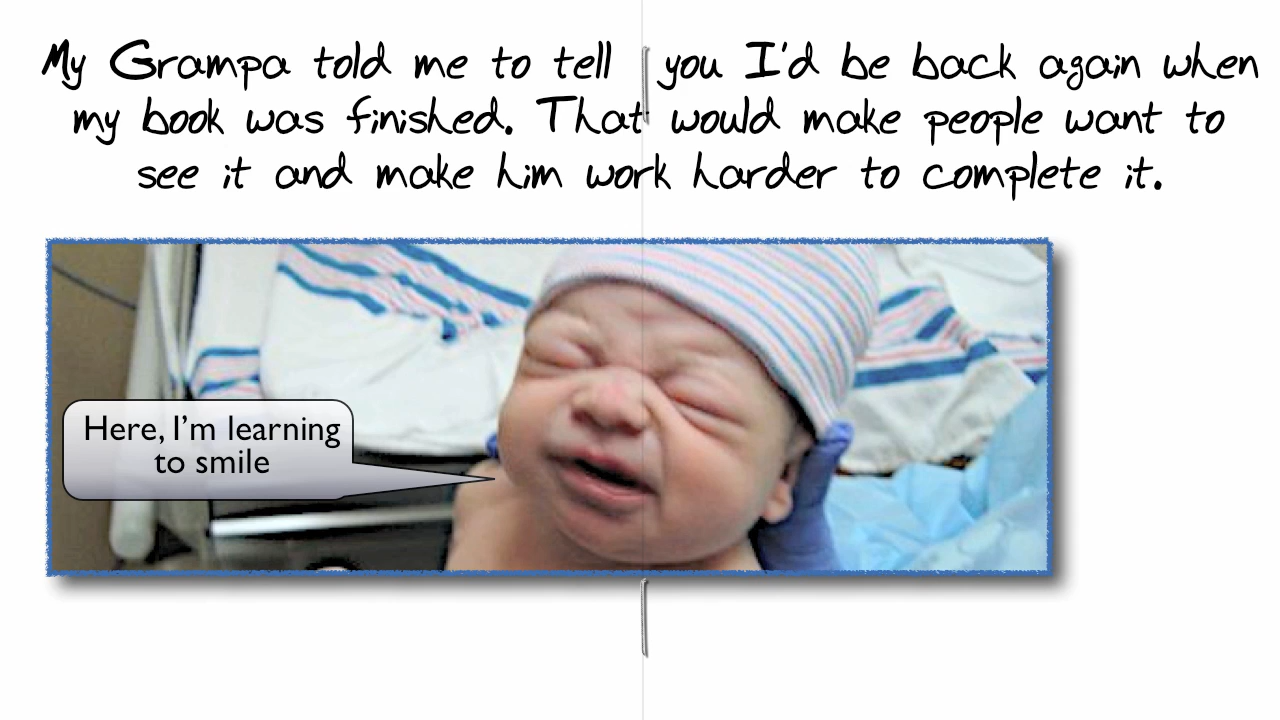 My Grampa told me to tell you I'd be back again when
my book was finished. That would make people want to
see it and make him work harder to complete it.
Here, I'm learning
to smile